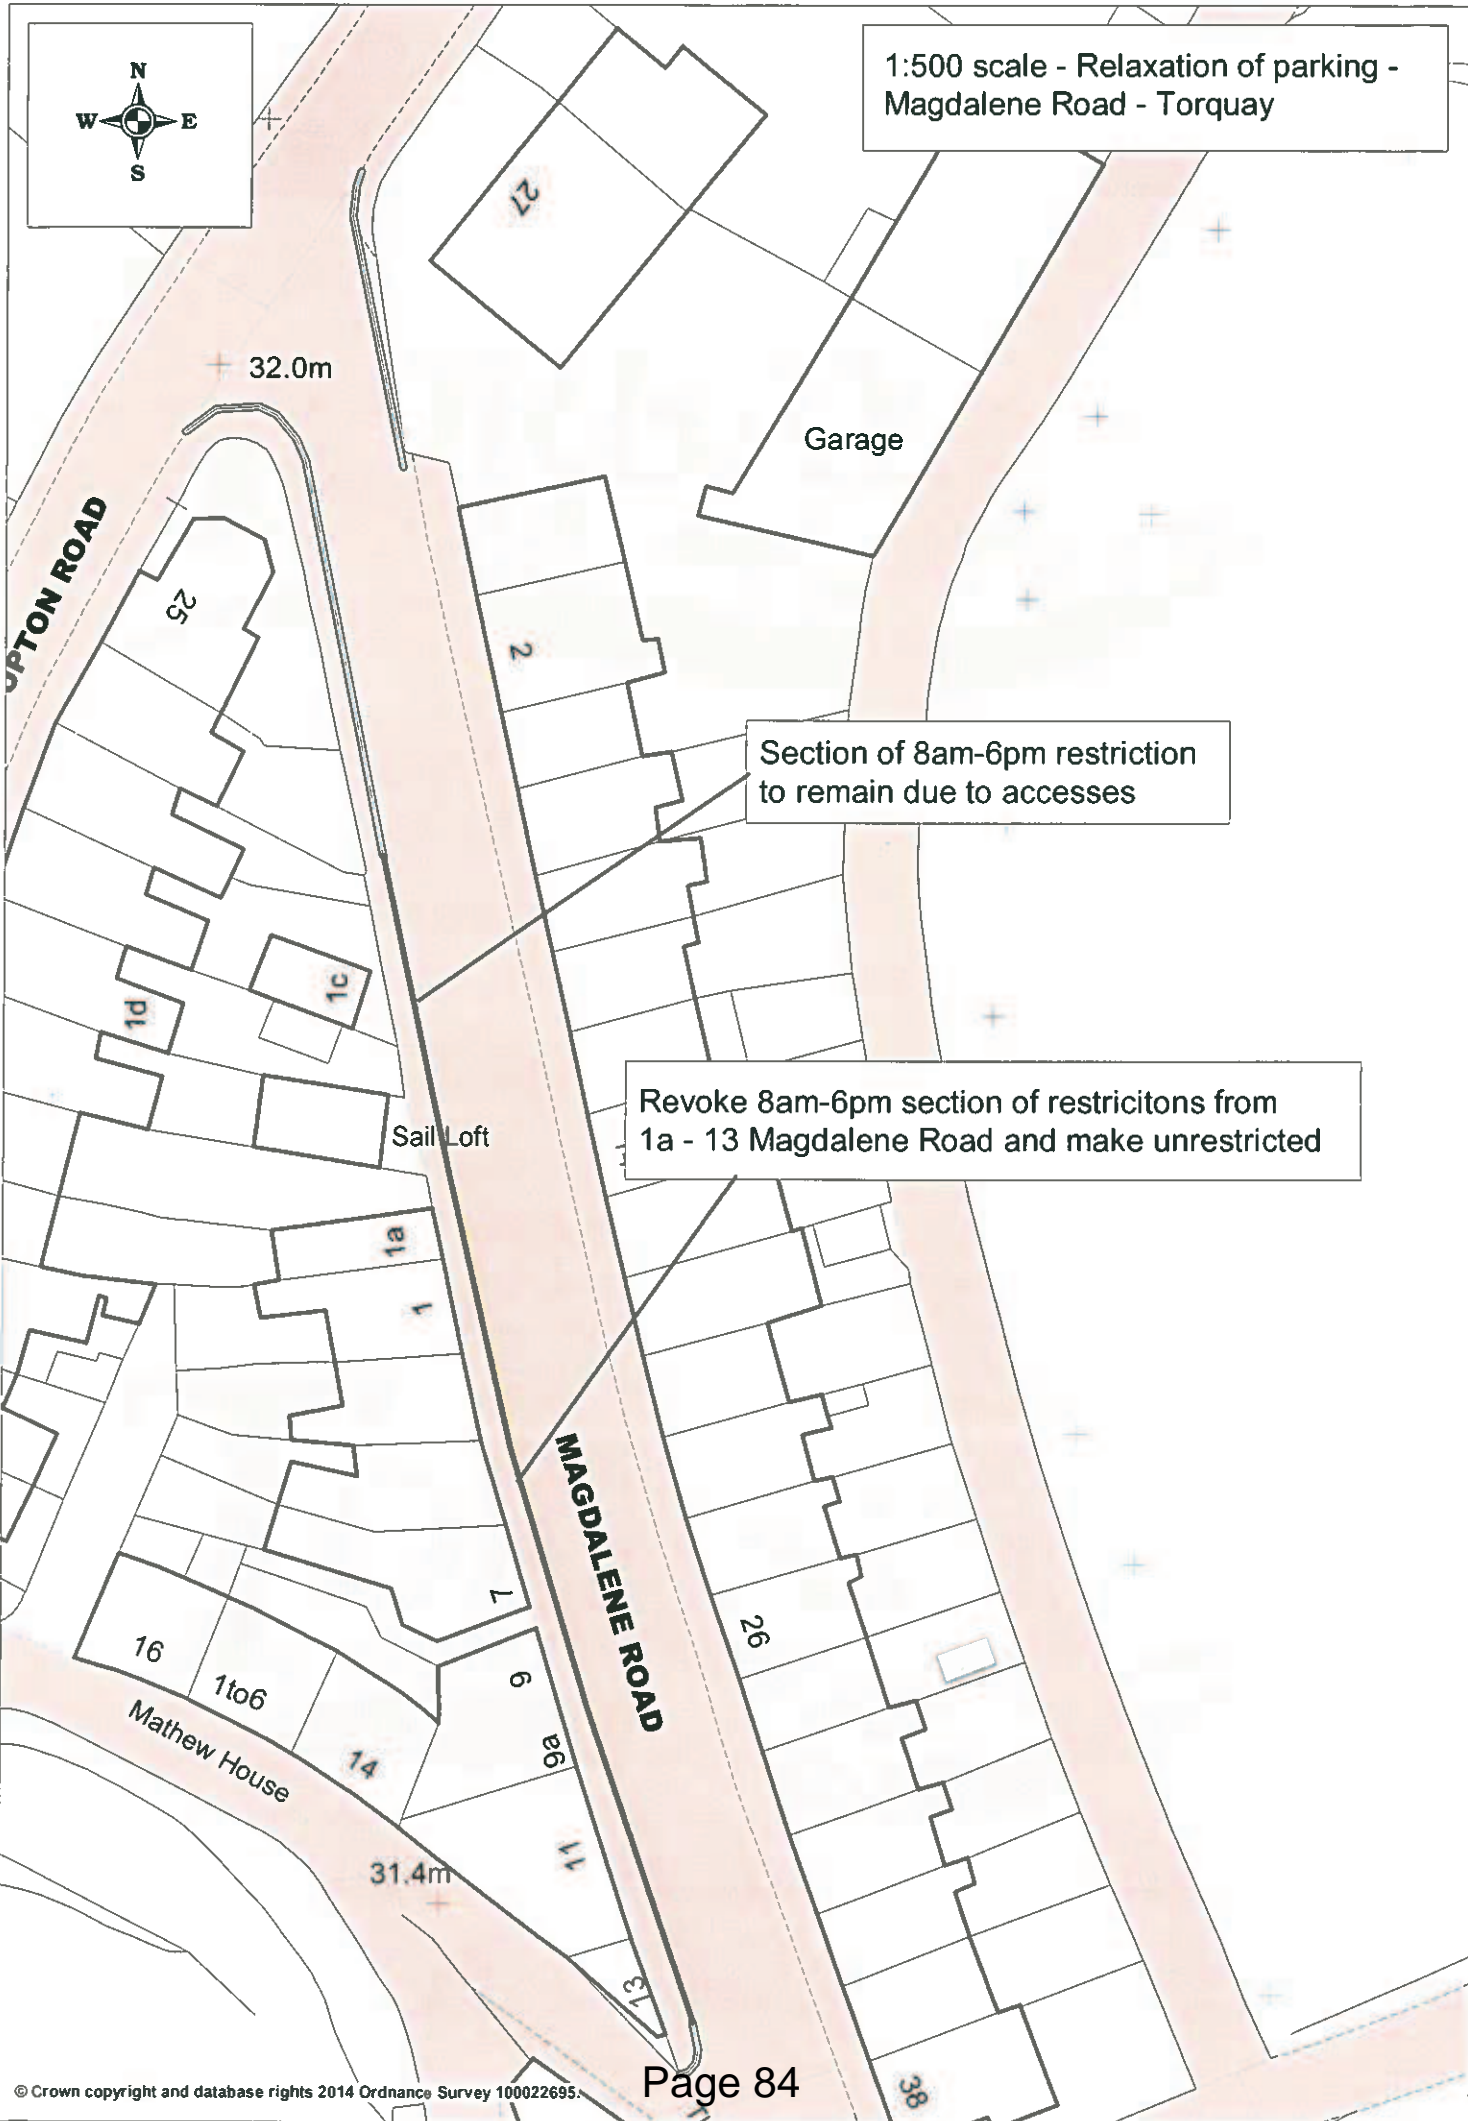 N
W E
S
1:500 scale - Relaxation of parking -
Magdalene Road - Torquay
27
32.0m
Garage
UPTON ROAD
25
2
Section of 8am-6pm restriction
to remain due to accesses
1c
1d
Revoke 8am-6pm section of restricitons from
1a - 13 Magdalene Road and make unrestricted
Sail Loft
1a
1
MAGDALENE ROAD
7
26
16
1to6
9
Mathew House
9a
14
11
31.4m
13
38
© Crown copyright and database rights 2014 Ordnance Survey 100022695.
Page 84